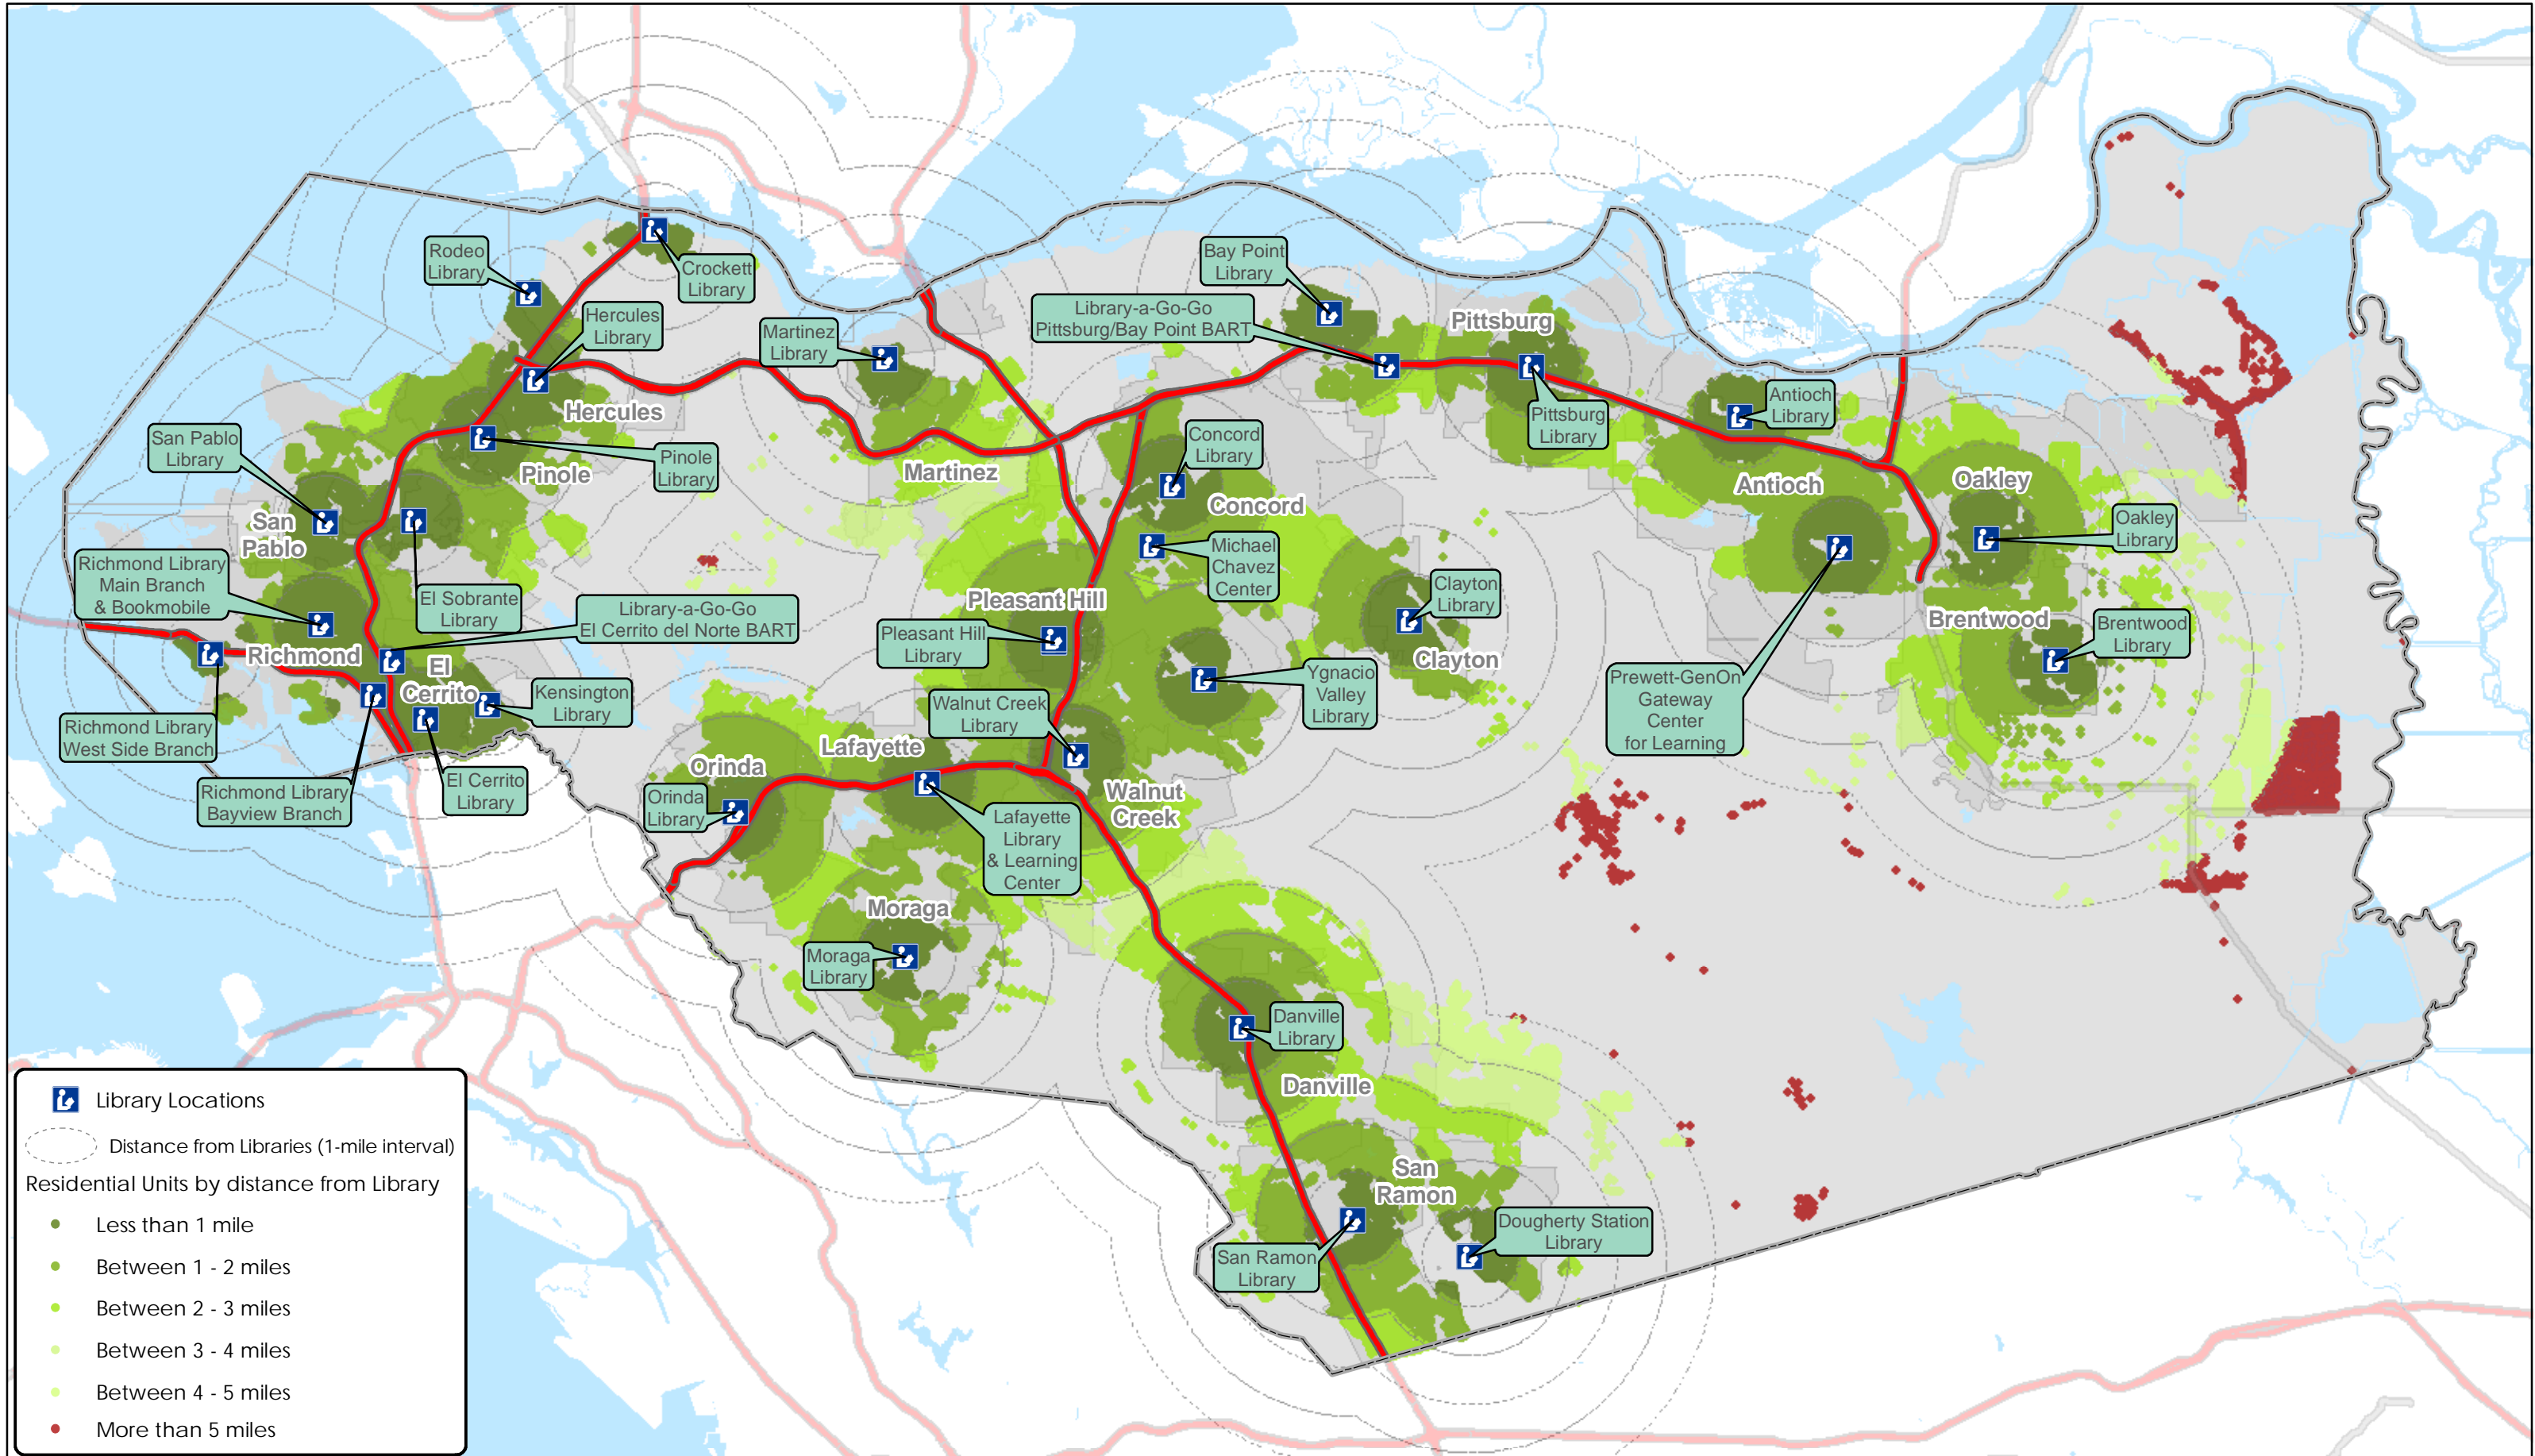 Rodeo
Library
Crockett
Library
Hercules
Library
Martinez
Library
Bay Point
Library
Library-a-Go-Go
Pittsburg/Bay Point BART
Pittsburg
Pittsburg
Library
Antioch
Library
Hercules
San Pablo
Library
Pinole
Library
Pinole
Martinez
Concord
Library
Concord
Antioch
Oakley
Oakley
Library
San
Pablo
Richmond Library
Main Branch
& Bookmobile
El Sobrante
Library
Library-a-Go-Go
El Cerrito del Norte BART
Michael
Chavez
Center
Clayton
Library
Clayton
Pleasant Hill
Pleasant Hill
Library
Brentwood
Brentwood
Library
Richmond
El
Cerrito
Kensington
Library
Richmond Library
West Side Branch
Richmond Library
Bayview Branch
El Cerrito
Library
Walnut Creek
Library
Ygnacio
Valley
Library
Prewett-GenOn
Gateway
Center
for Learning
Orinda
Orinda
Library
Lafayette
Lafayette
Library
& Learning
Center
Walnut
Creek
Moraga
Moraga
Library
Danville
Library
Danville
San
Ramon
San Ramon
Library
Dougherty Station
Library
Library Locations
Distance from Libraries (1-mile interval)
Residential Units by distance from Library
Less than 1 mile
Between 1 - 2 miles
Between 2 - 3 miles
Between 3 - 4 miles
Between 4 - 5 miles
More than 5 miles